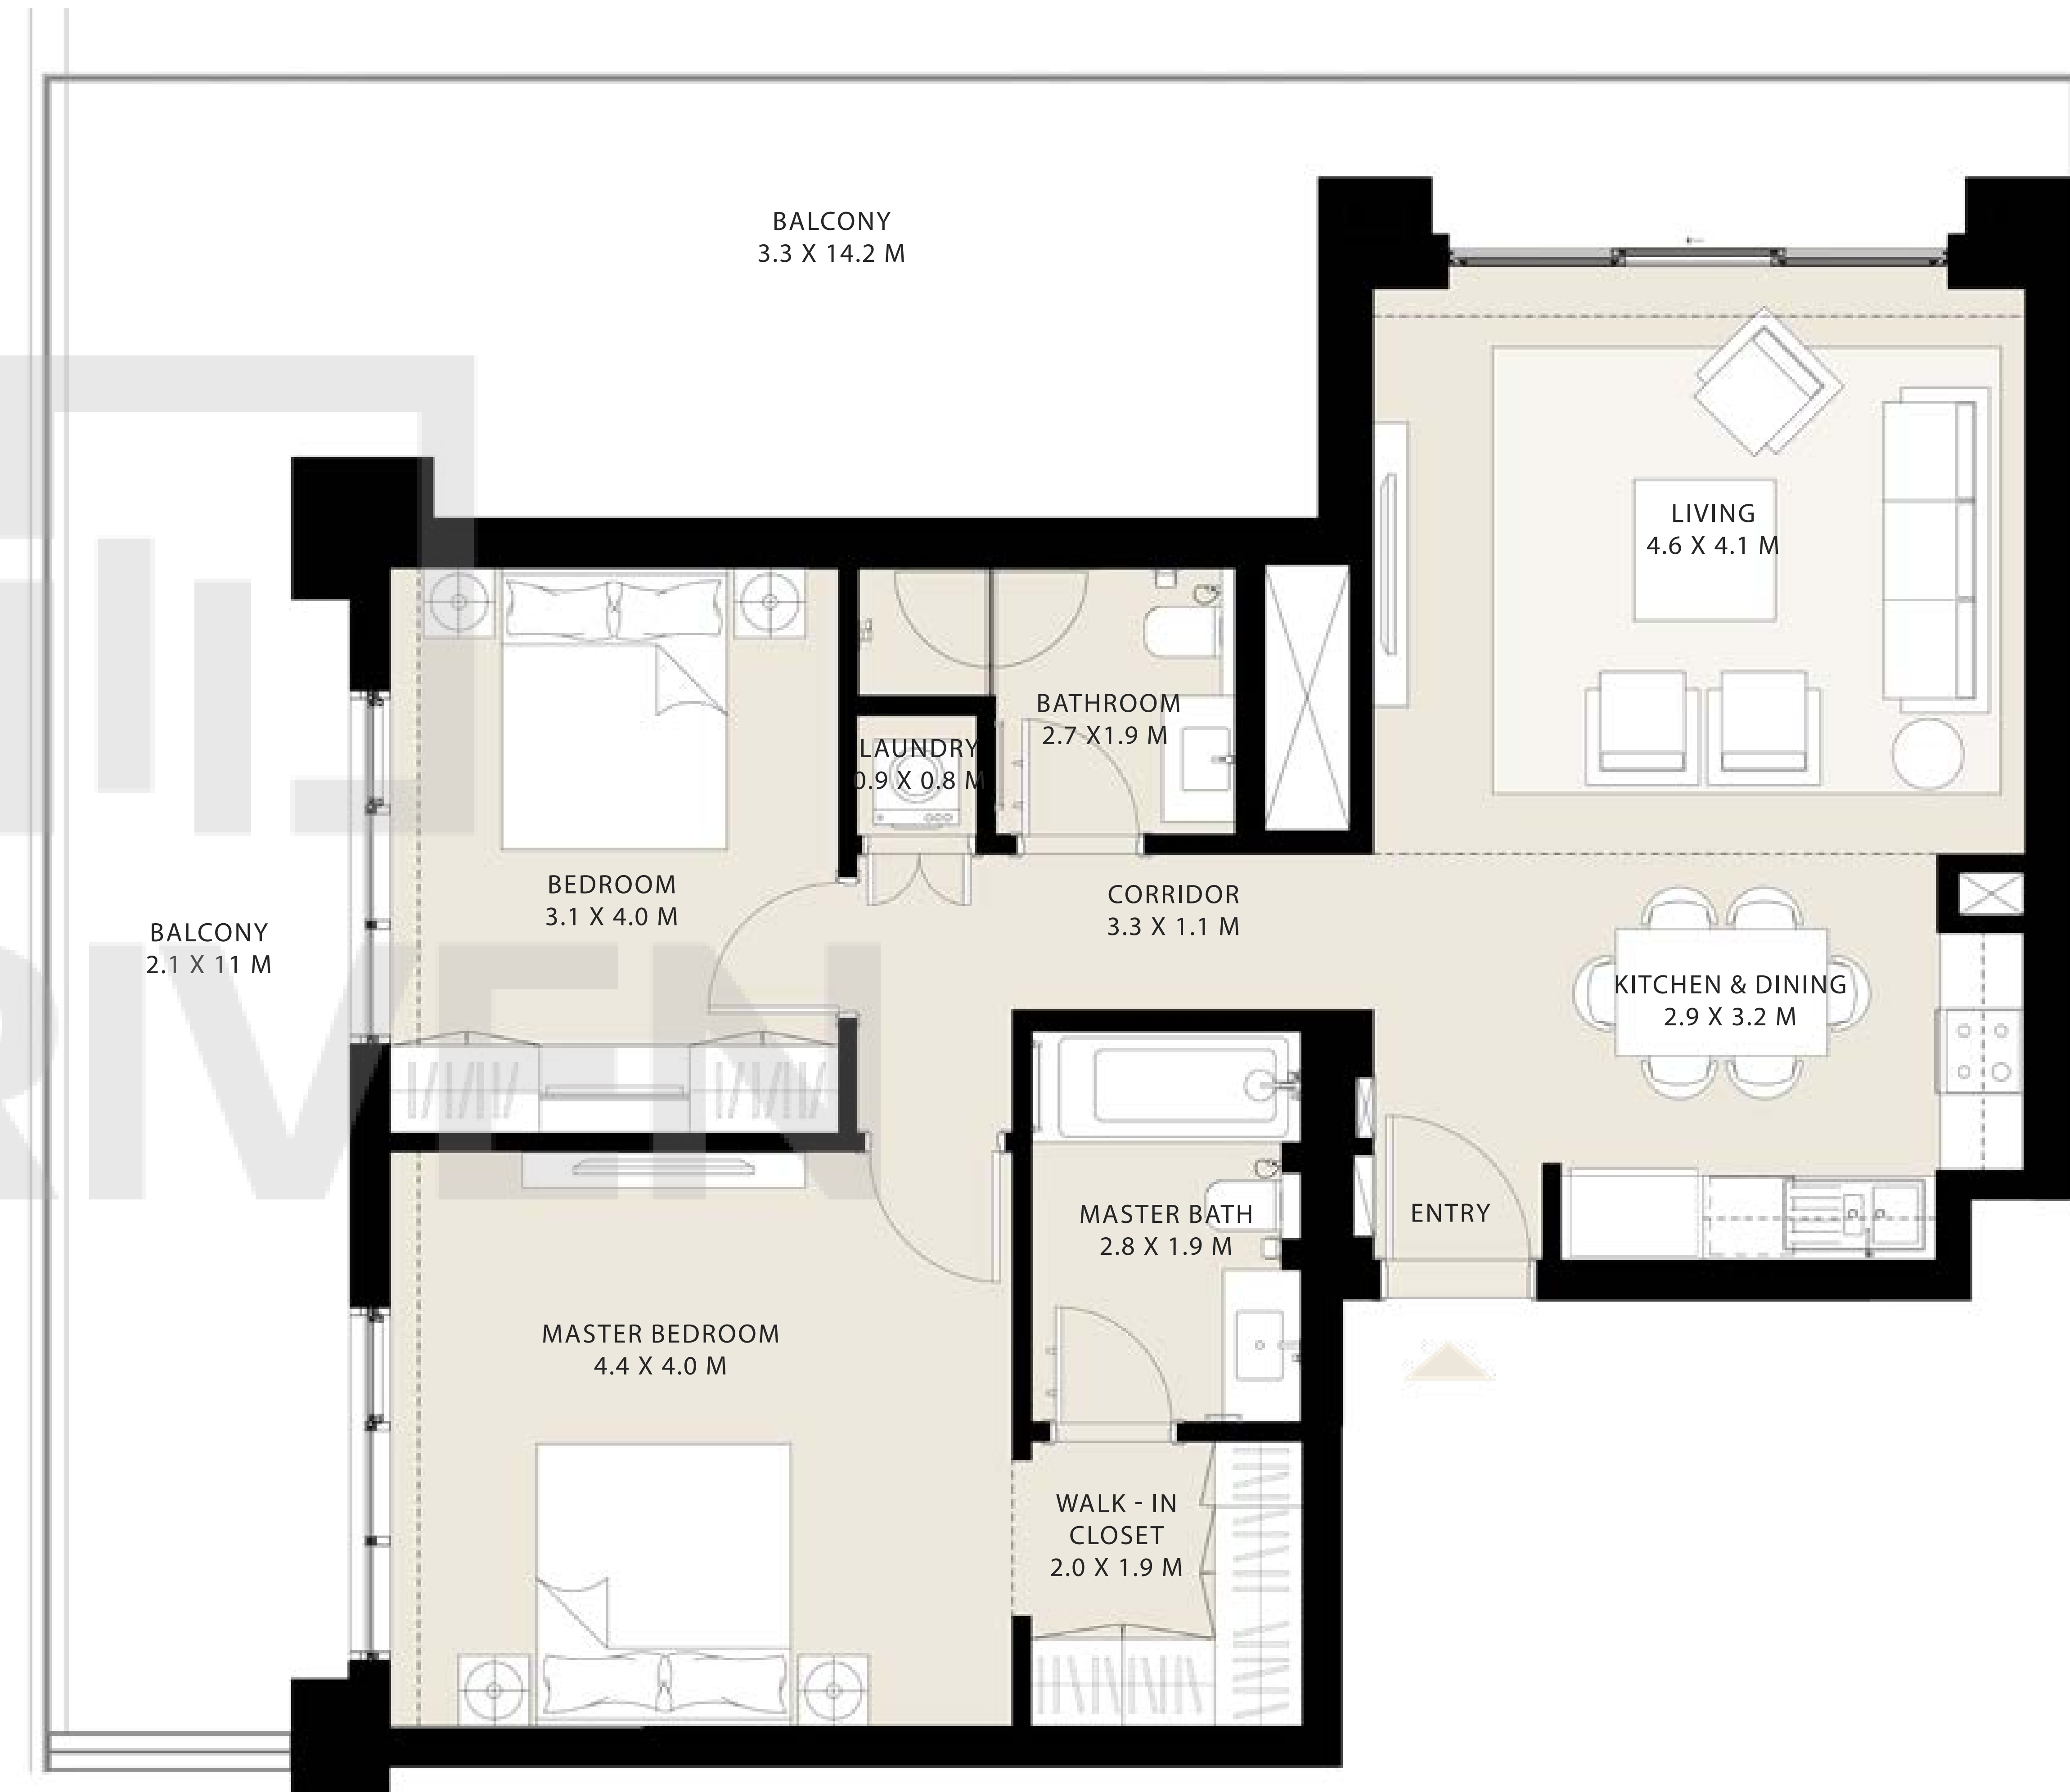 BALCONY
3.3 X 14.2 M
LIVING
4.6 X 4.1 M
BATHROOM
2.7 X1.9 M
LAUNDRY
0.9 X 0.8 M
BEDROOM
3.1 X 4.0 M
CORRIDOR
3.3 X 1.1 M
BALCONY
2.1 X 11 M
KITCHEN & DINING
2.9 X 3.2 M
RIVEN
MASTER BATH
2.8 X 1.9 M
ENTRY
MASTER BEDROOM
4.4 X 4.0 M
WALK - IN
CLOSET
2.0 X 1.9 M